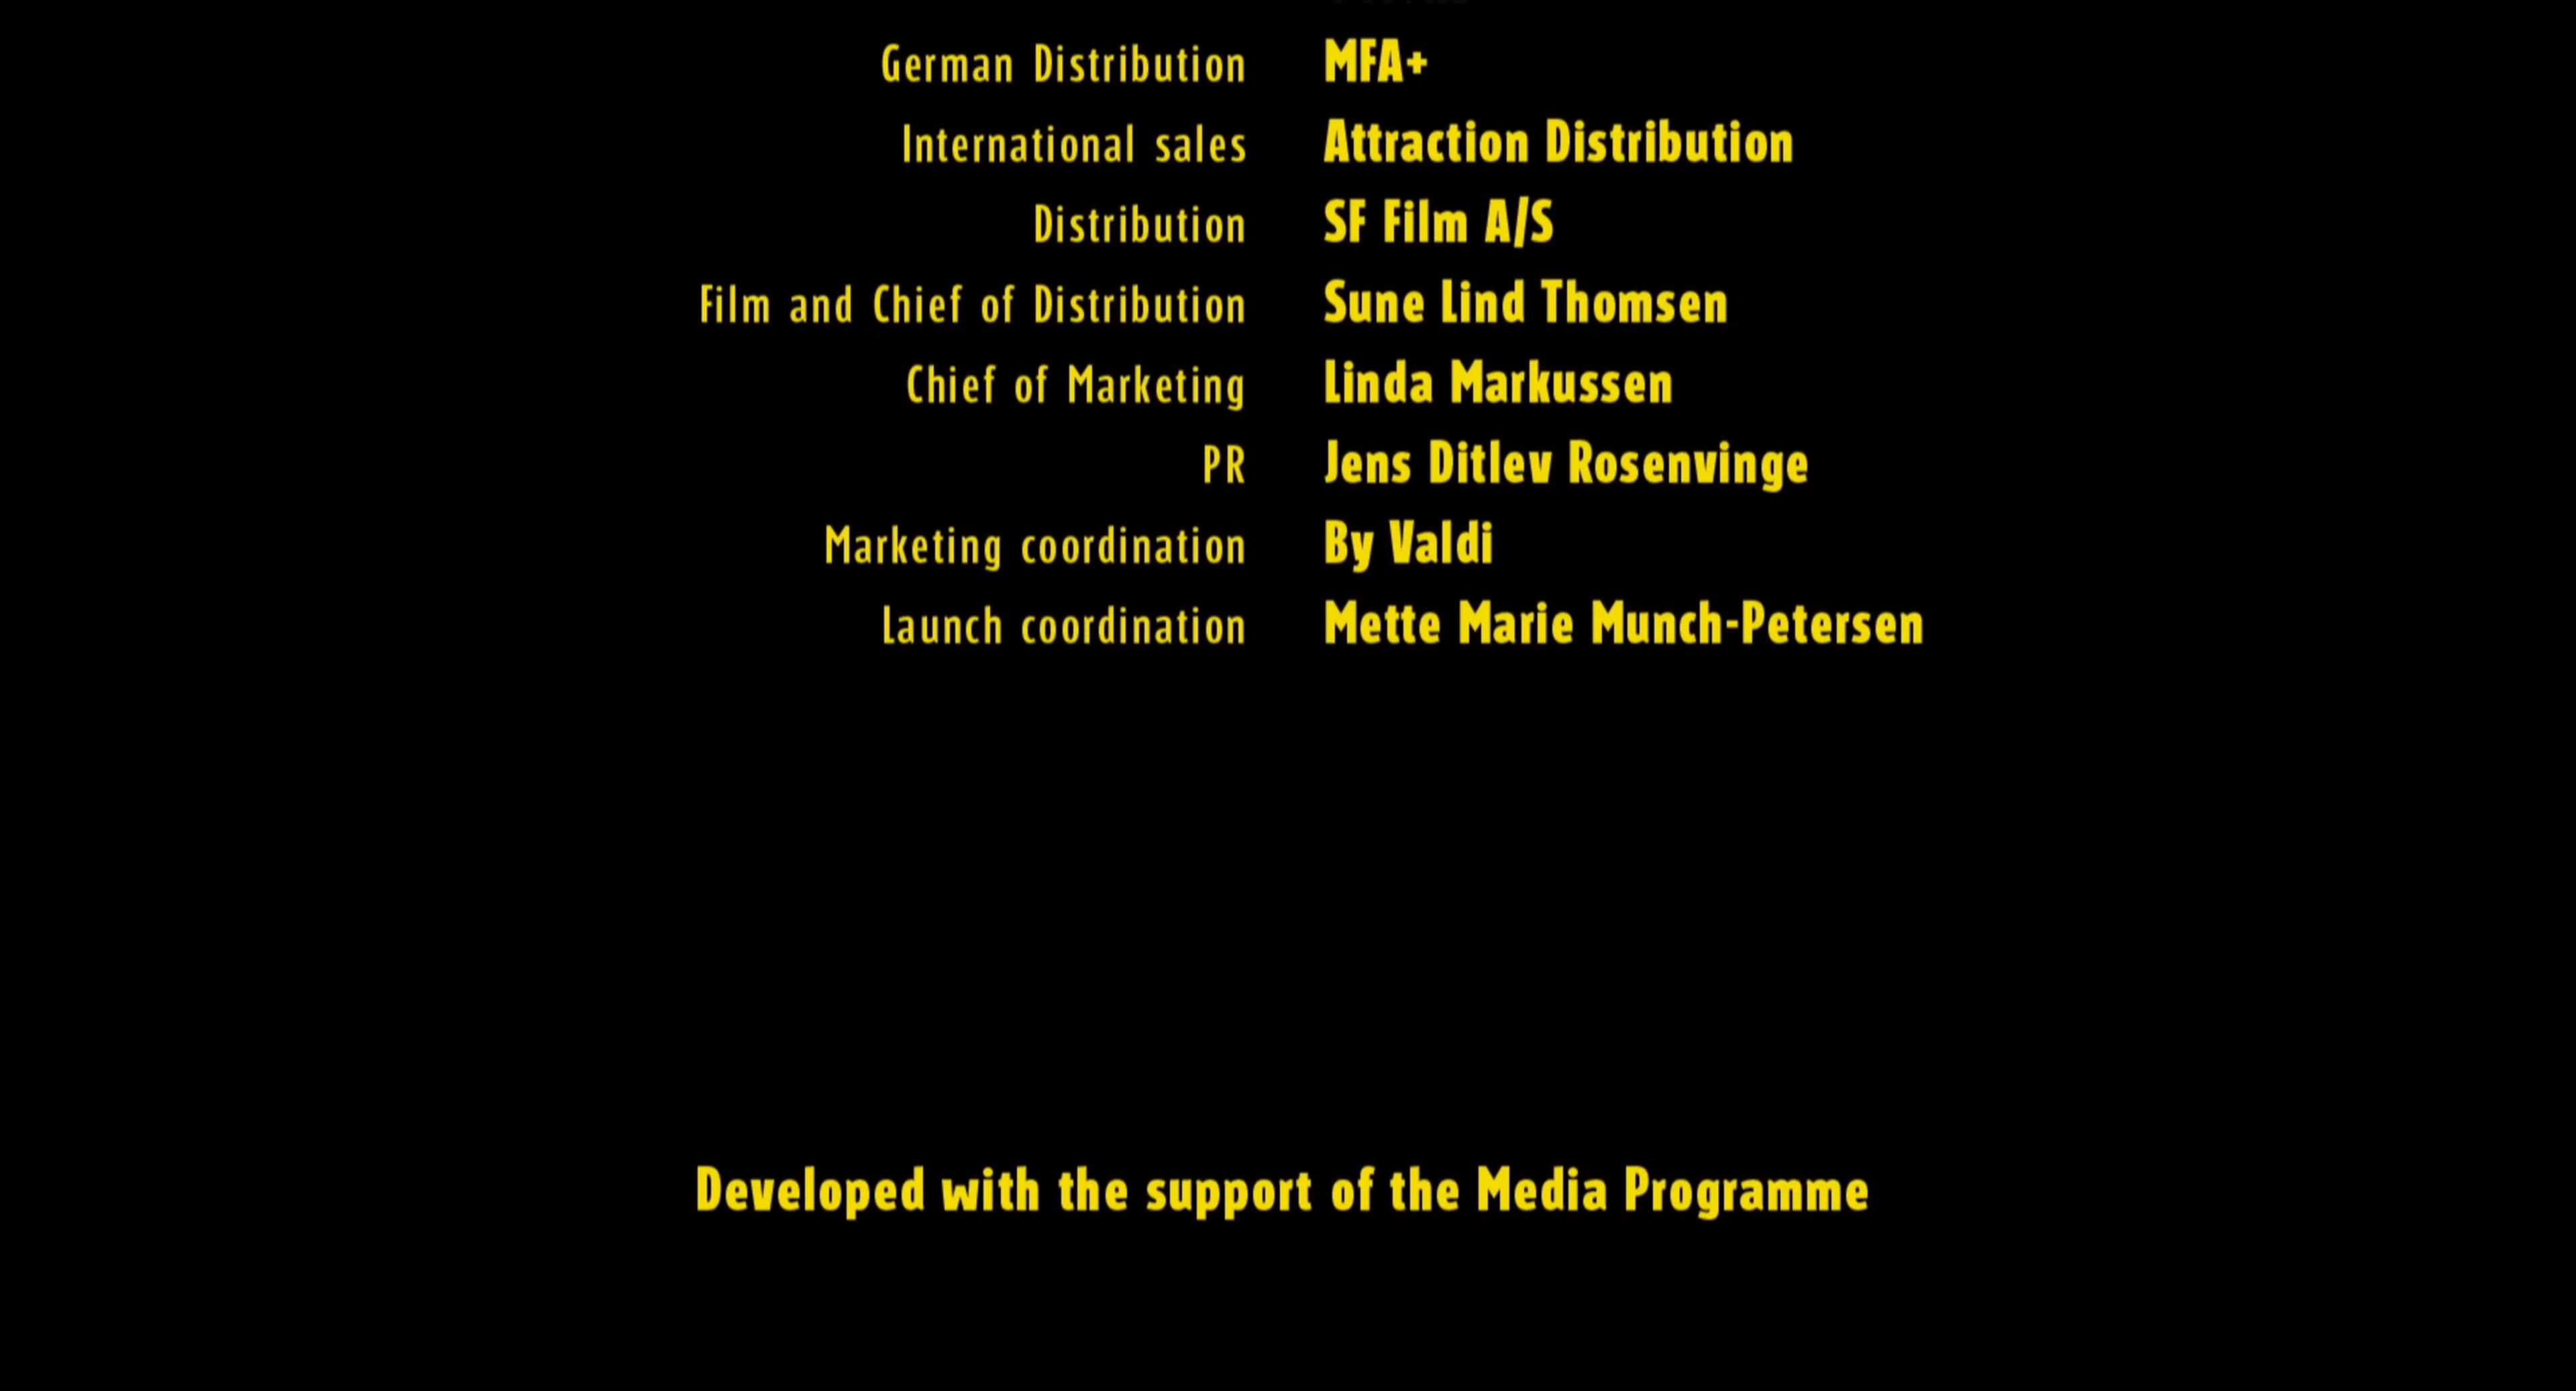 German Distribution MFA+
International sales Attraction Distribution
Distribution SF Film A/S
Film and Chief of Distribution Sune Lind Thomsen
Chief of Marketing Linda Markussen
PR Jens Ditlev Rosenvinge
Marketing coordination By Valdi
Launch coordination Mette Marie Munch-Petersen
Developed with the support of the Media Programme